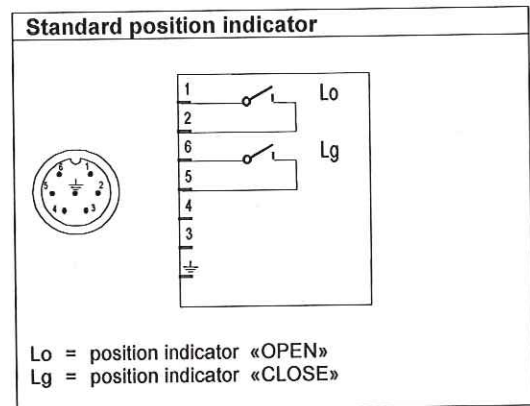 Standard position indicator
1
Lo
2
6
Lg
5
4
3
6 1
5 2
4 3
Lo = position indicator «OPEN»
Lg = position indicator «CLOSE»